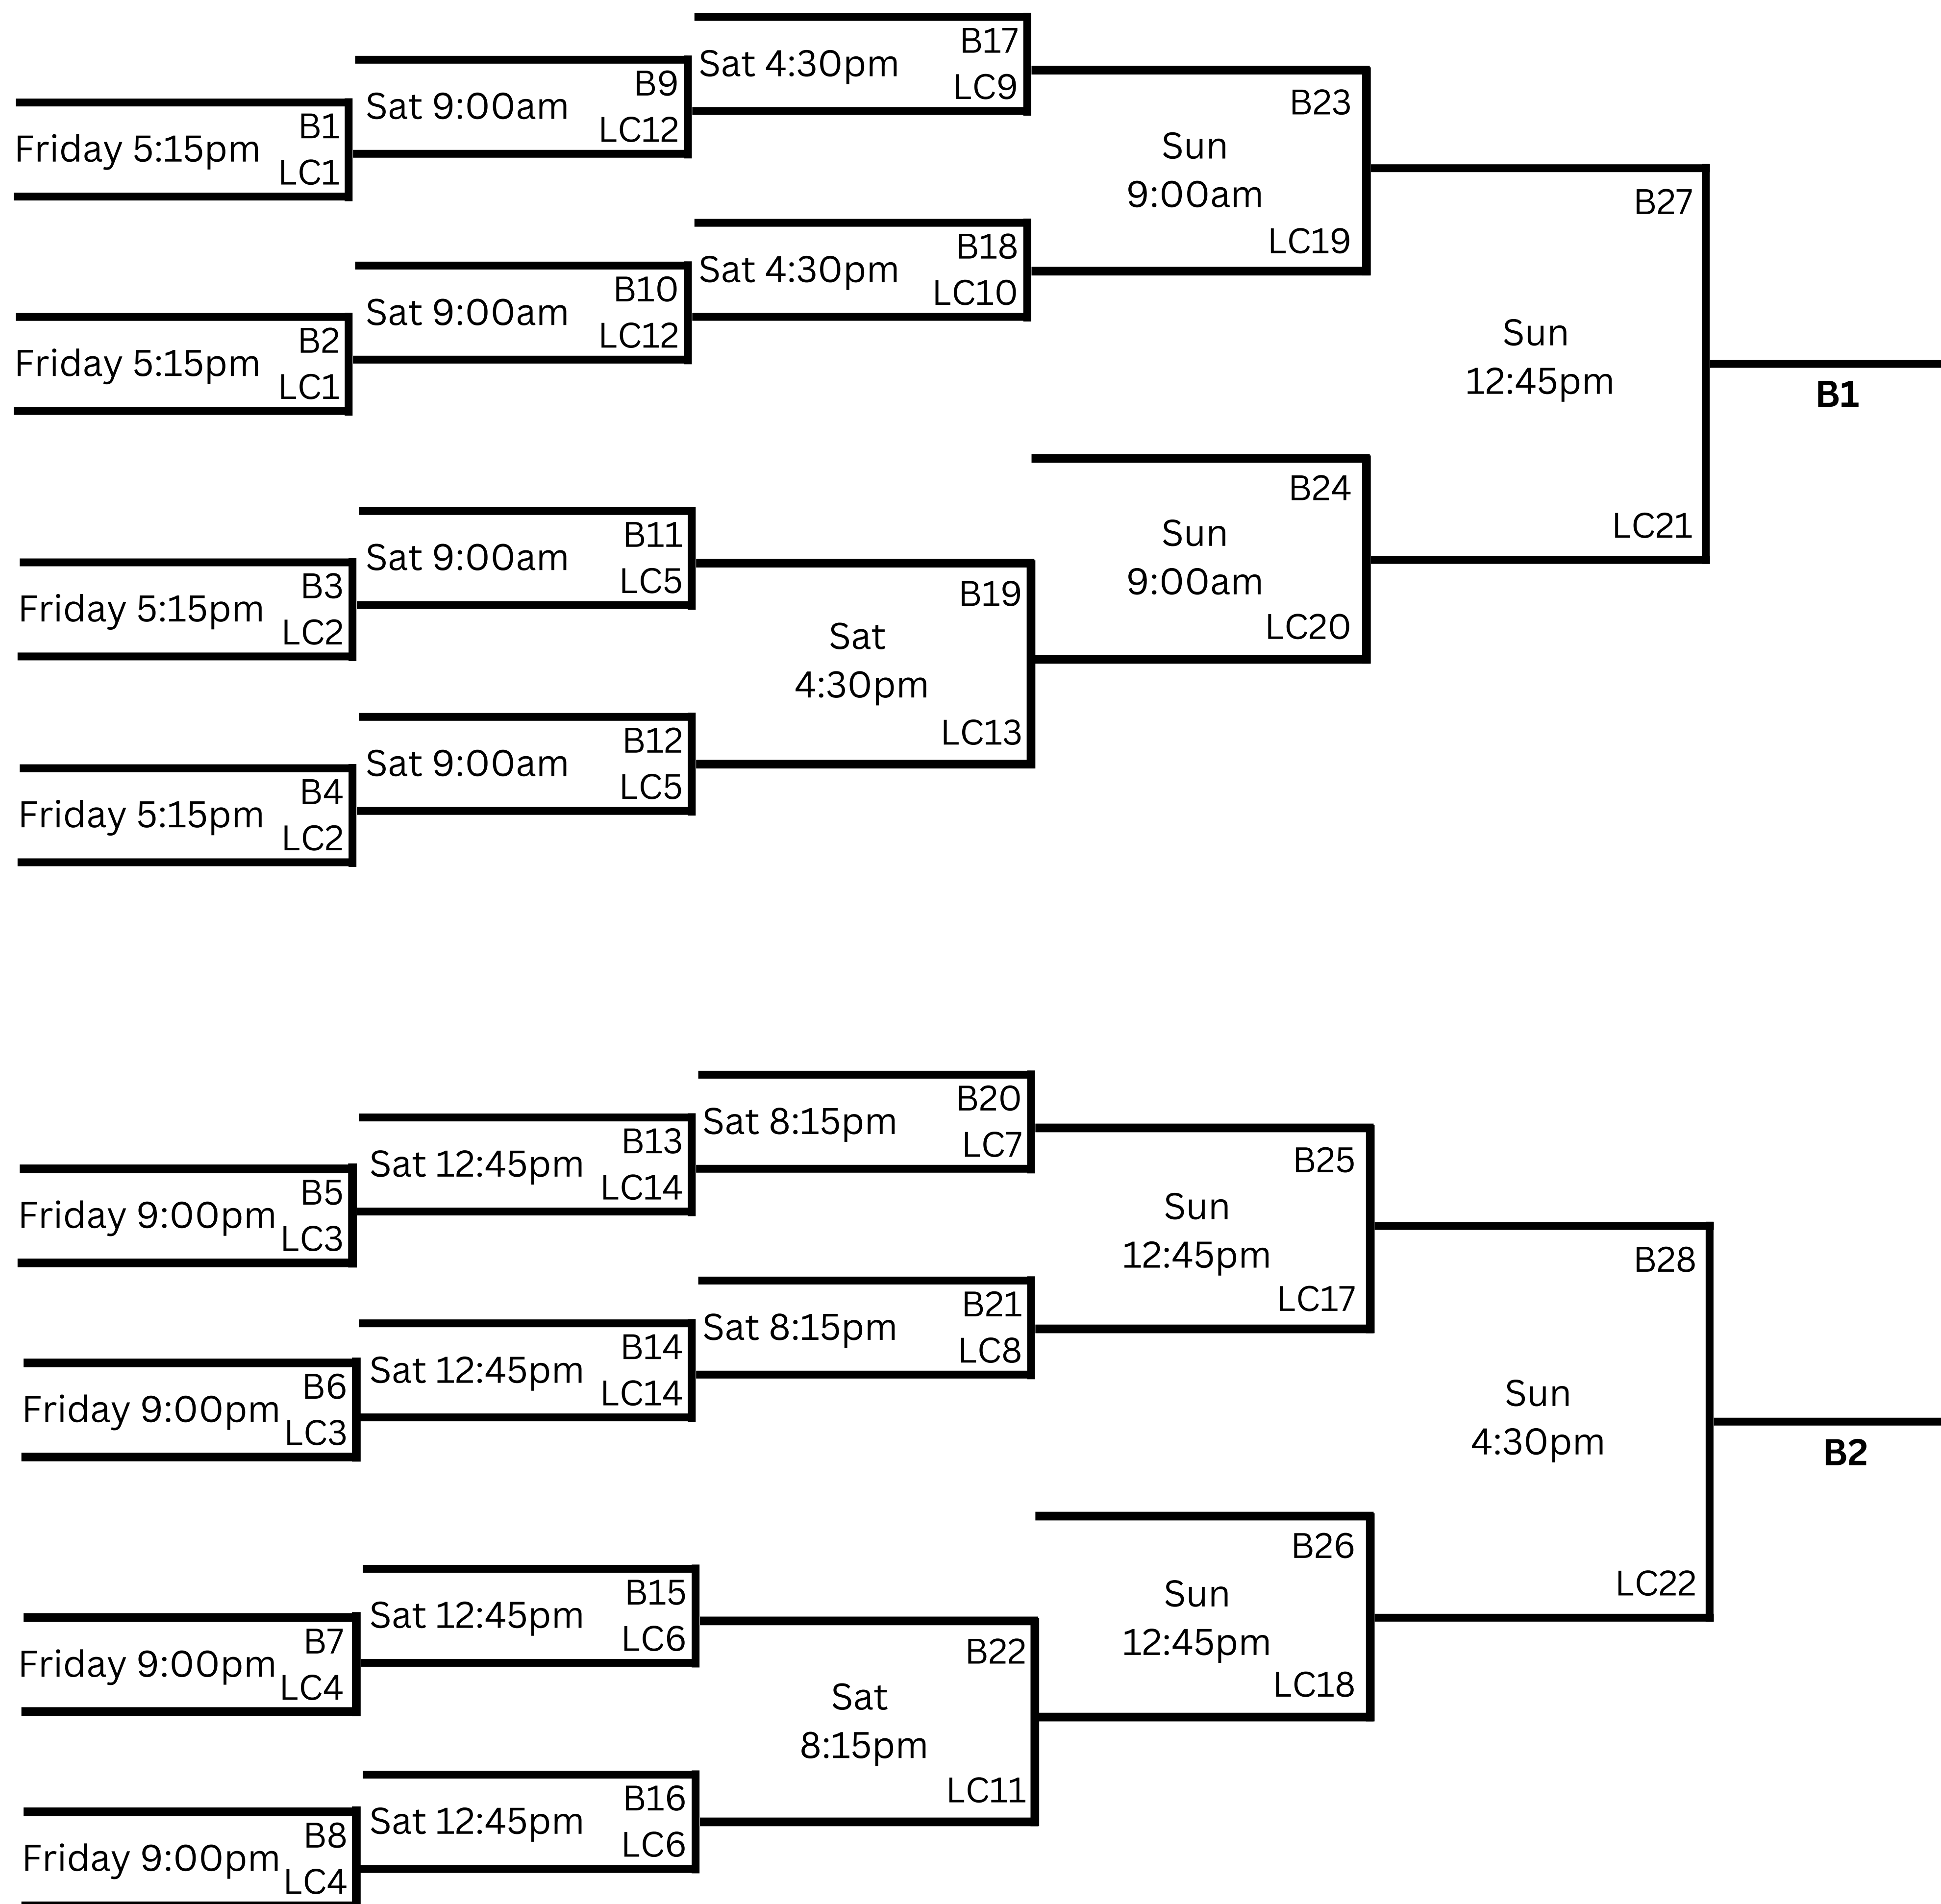 B17
Sat 4:30pm
LC9
B9
Sat 9:00am
LC12
B1
Friday 5:15pm
LC1
B23
Sun
9:00am
LC19
B18
Sat 4:30pm
LC10
B10
Sat 9:00am
LC12
B2
Friday 5:15pm
LC1
B27
Sun
12:45pm
LC21
B1
B24
Sun
9:00am
LC20
B11
Sat 9:00am
LC5
B3
Friday 5:15pm
LC2
B19
Sat
4:30pm
LC13
B12
Sat 9:00am
LC5
B4
Friday 5:15pm
LC2
B20
Sat 8:15pm
LC7
B13
Sat 12:45pm
LC14
B5
Friday 9:00pm
LC3
B25
Sun
12:45pm
LC17
B21
Sat 8:15pm
LC8
B14
Sat 12:45pm
LC14
B6
Friday 9:00pm
LC3
B28
Sun
4:30pm
LC22
B2
B26
Sun
12:45pm
LC18
B15
Sat 12:45pm
LC6
B7
Friday 9:00pm
LC4
B22
Sat
8:15pm
LC11
B16
Sat 12:45pm
LC6
B8
Friday 9:00pm
LC4